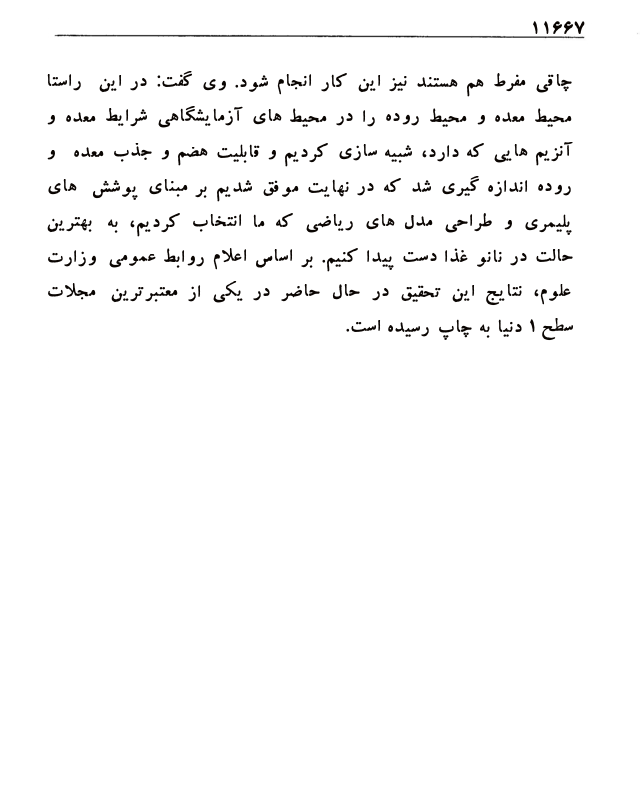 ۱۱۶۶۷
چاقی مفرط هم هستند نیز این کار انجام شود. وی گفت: در این راستا
محیط معده و محیط روده را در محیط های آزمایشگاهی شرایط معده و
آنزیم هایی که دارد، شبیه سازی کردیم و قابلیت هضم و جذب معده و
روده اندازه گیری شد که در نهایت موفق شدیم بر مبنای پوشش های
پلیمری و طراحی مدل های ریاضی که ما انتخاب کردیم، به بهترین
حالت در نانو غذا دست پیدا کنیم. بر اساس اعلام روابط عمومی وزارت
علوم، نتایج این تحقیق در حال حاضر در یکی از معتبرترین مجلات
سطح ۱ دنیا به چاپ رسیده است.